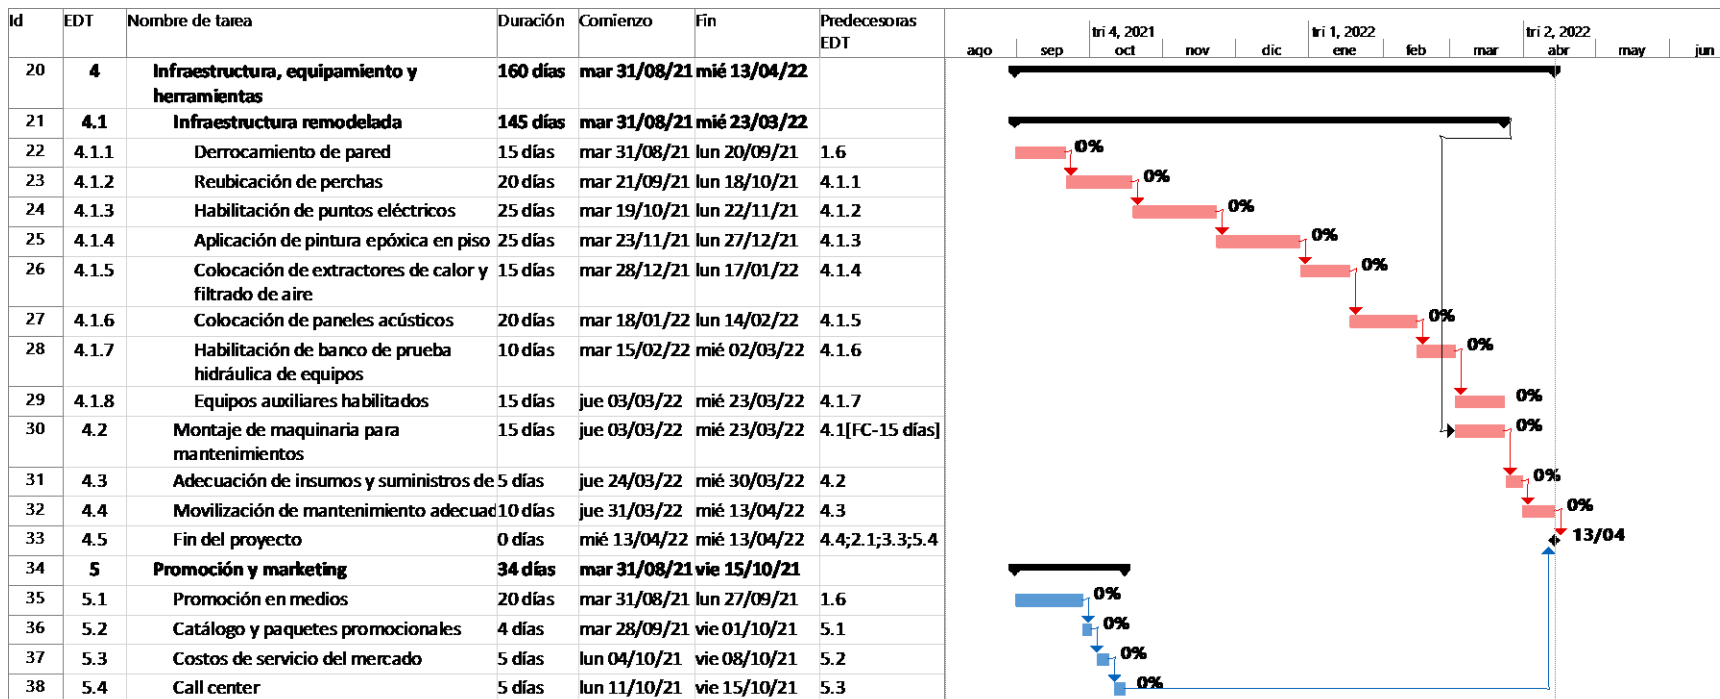 Id EDT Nombre de tarea Duración Comienzo Fin Predecesoras EDT
tri 4, 2021 tri 1, 2022 tri 2, 2022
ago sep oct nov dic ene feb mar abr may jun
20 4 Infraestructura, equipamiento y herramientas 160 días mar 31/08/21 mié 13/04/22
21 4.1 Infraestructura remodelada 145 días mar 31/08/21 mié 23/03/22
22 4.1.1 Derrocamiento de pared 15 días mar 31/08/21 lun 20/09/21 1.6 0%
23 4.1.2 Reubicación de perchas 20 días mar 21/09/21 lun 18/10/21 4.1.1 0%
24 4.1.3 Habilitación de puntos eléctricos 25 días mar 19/10/21 lun 22/11/21 4.1.2 0%
25 4.1.4 Aplicación de pintura epóxica en piso 25 días mar 23/11/21 lun 27/12/21 4.1.3 0%
26 4.1.5 Colocación de extractores de calor y filtrado de aire 15 días mar 28/12/21 lun 17/01/22 4.1.4 0%
27 4.1.6 Colocación de paneles acústicos 20 días mar 18/01/22 lun 14/02/22 4.1.5 0%
28 4.1.7 Habilitación de banco de prueba hidráulica de equipos 10 días mar 15/02/22 mié 02/03/22 4.1.6 0%
29 4.1.8 Equipos auxiliares habilitados 15 días jue 03/03/22 mié 23/03/22 4.1.7 0%
30 4.2 Montaje de maquinaria para mantenimientos 15 días jue 03/03/22 mié 23/03/22 4.1[FC-15 días] 0%
31 4.3 Adecuación de insumos y suministros de 5 días jue 24/03/22 mié 30/03/22 4.2 0%
32 4.4 Movilización de mantenimiento adecuad 10 días jue 31/03/22 mié 13/04/22 4.3 0%
33 4.5 Fin del proyecto 0 días mié 13/04/22 mié 13/04/22 4.4;2.1;3.3;5.4 13/04
34 5 Promoción y marketing 34 días mar 31/08/21 vie 15/10/21
35 5.1 Promoción en medios 20 días mar 31/08/21 lun 27/09/21 1.6 0%
36 5.2 Catálogo y paquetes promocionales 4 días mar 28/09/21 vie 01/10/21 5.1 0%
37 5.3 Costos de servicio del mercado 5 días lun 04/10/21 vie 08/10/21 5.2 0%
38 5.4 Call center 5 días lun 11/10/21 vie 15/10/21 5.3 0%